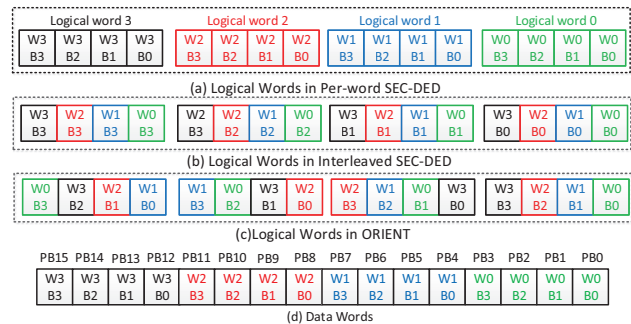 Logical word 3 Logical word 2 Logical word 1 Logical word 0
W3 W3 W3 W3 W2 W2 W2 W2 W1 W1 W1 W1 W0 W0 W0 W0
B3 B2 B1 B0 B3 B2 B1 B0 B3 B2 B1 B0 B3 B2 B1 B0
(a) Logical Words in Per-word SEC-DED
W3 W2 W1 W0 W3 W2 W1 W0 W3 W2 W1 W0 W3 W2 W1 W0
B3 B3 B3 B3 B2 B2 B2 B2 B1 B1 B1 B1 B0 B0 B0 B0
(b) Logical Words in Interleaved SEC-DED
W0 W3 W2 W1 W1 W0 W3 W2 W2 W1 W0 W3 W3 W2 W1 W0
B3 B2 B1 B0 B3 B2 B1 B0 B3 B2 B1 B0 B3 B2 B1 B0
(c)Logical Words in ORIENT
PB15 PB14 PB13 PB12 PB11 PB10 PB9 PB8 PB7 PB6 PB5 PB4 PB3 PB2 PB1 PB0
W3 W3 W3 W3 W2 W2 W2 W2 W1 W1 W1 W1 W0 W0 W0 W0
B3 B2 B1 B0 B3 B2 B1 B0 B3 B2 B1 B0 B3 B2 B1 B0
(d) Data Words